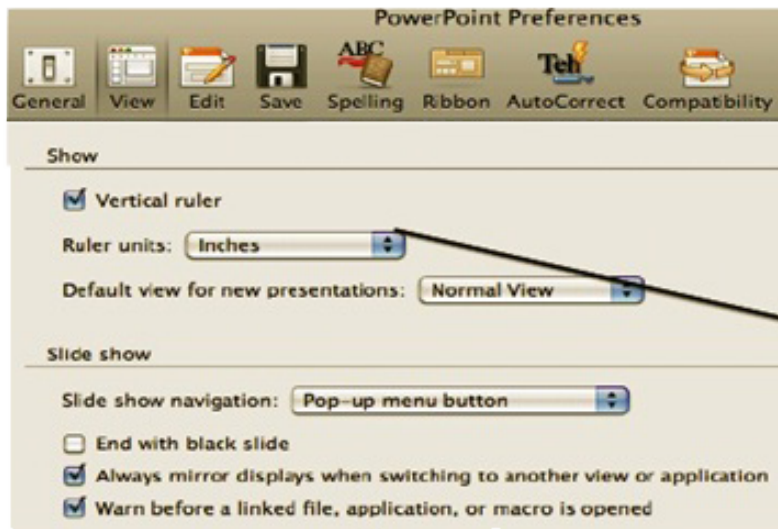 PowerPoint Preferences
ABC Teh
General View Edit Save Spelling Ribbon AutoCorrect Compatibility
Show
Vertical ruler
Ruler units: Inches
Default view for new presentations: Normal View
Slide show
Slide show navigation: Pop-up menu button
End with black slide
Always mirror displays when switching to another view or application
Warn before a linked file, application, or macro is opened